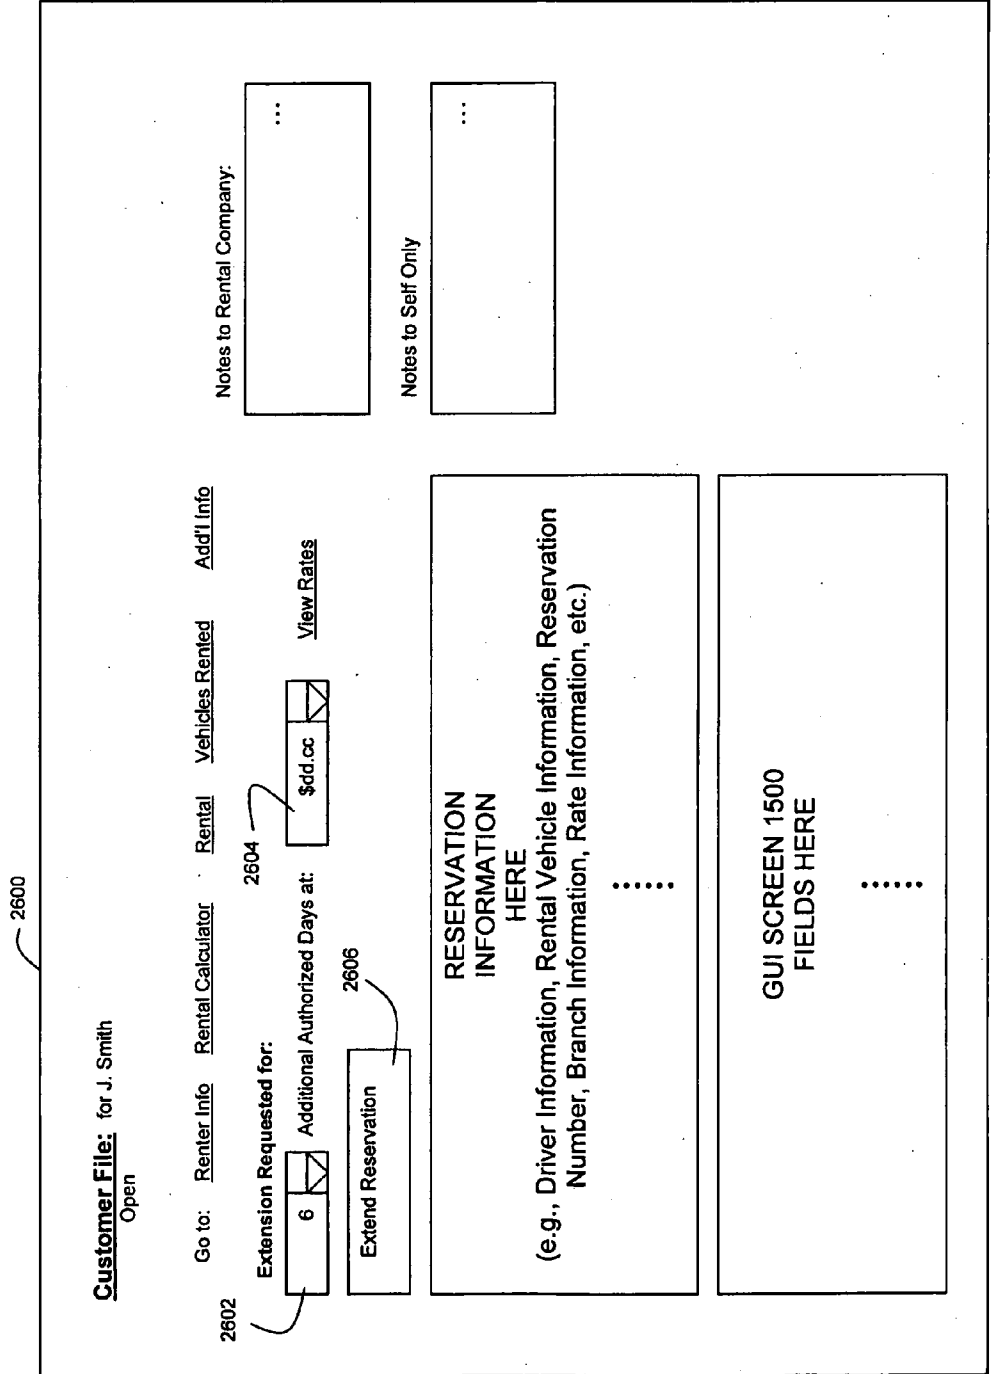 2600
Customer File: for J. Smith
Open
Go to: Renter Info Rental Calculator Rental Vehicles Rented Add'l Info
Notes to Rental Company:
...
Extension Requested for:
2602
2604
6 Additional Authorized Days at: $dd.cc View Rates
Extend Reservation
2606
Notes to Self Only
...
RESERVATION
INFORMATION
HERE
(e.g., Driver Information, Rental Vehicle Information, Reservation
Number, Branch Information, Rate Information, etc.)
......
GUI SCREEN 1500
FIELDS HERE
......